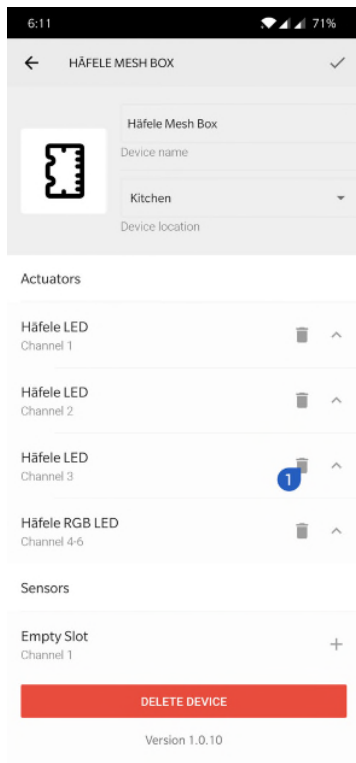 6:11
71%
HÄFELE MESH BOX
Häfele Mesh Box
Device name
Kitchen
Device location
Actuators
Häfele LED
Channel 1
Häfele LED
Channel 2
Häfele LED
Channel 3
1
Häfele RGB LED
Channel 4-6
Sensors
Empty Slot
Channel 1
DELETE DEVICE
Version 1.0.10